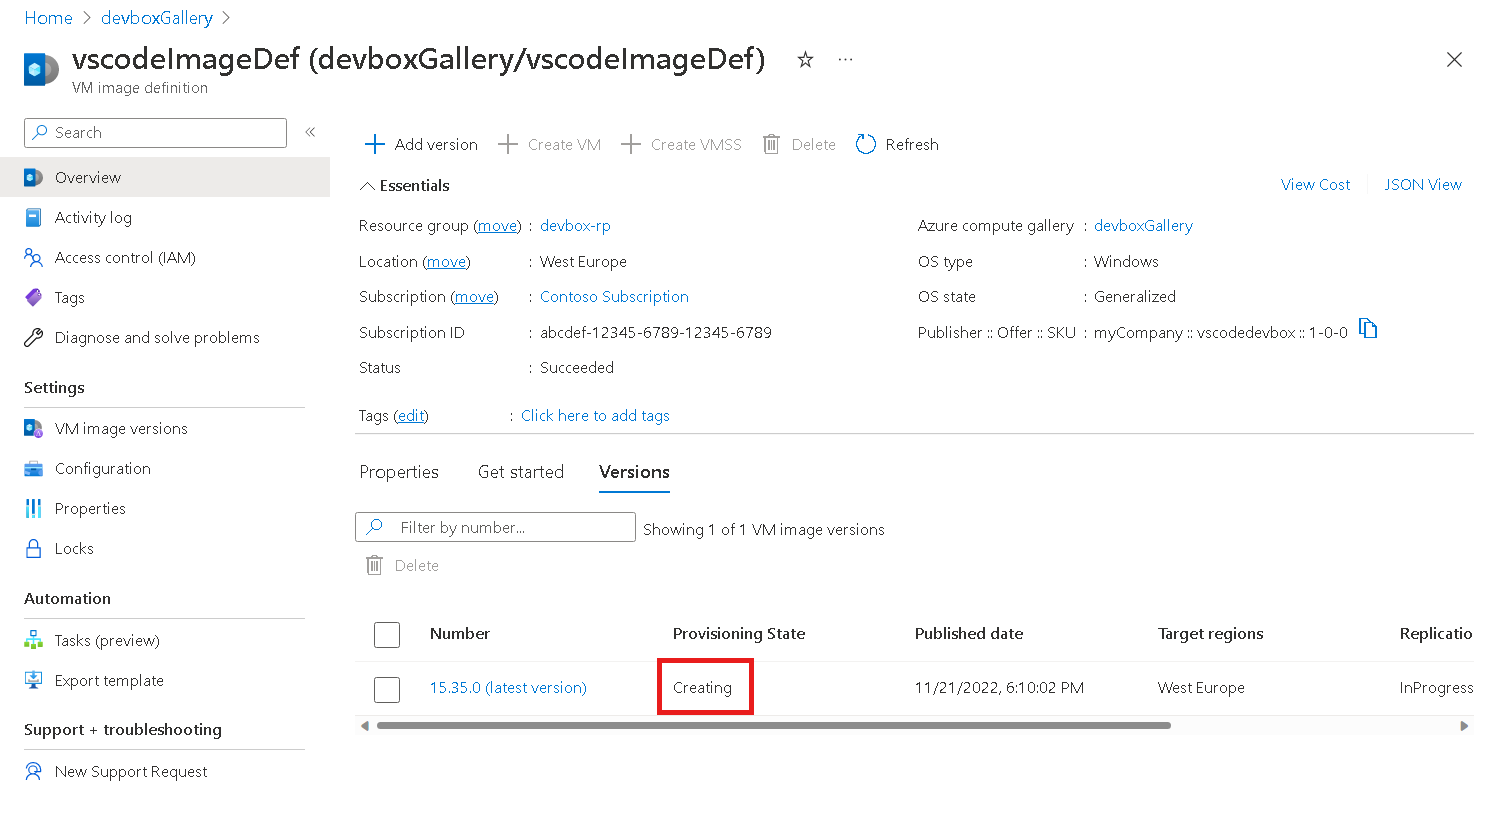 Home > devboxGallery >
vscodeImageDef (devboxGallery/vscodeImageDef) ☆ ...
VM image definition
Search «
Add version Create VM Create VMSS Delete Refresh
Overview
Activity log
Access control (IAM)
Tags
Diagnose and solve problems
Settings
VM image versions
Configuration
Properties
Locks
Automation
Tasks (preview)
Export template
Support + troubleshooting
New Support Request
Essentials
View Cost JSON View
Resource group (move) : devbox-rp
Location (move) : West Europe
Subscription (move) : Contoso Subscription
Subscription ID : abcdef-12345-6789-12345-6789
Status : Succeeded
Azure compute gallery : devboxGallery
OS type : Windows
OS state : Generalized
Publisher :: Offer :: SKU : myCompany :: vscodedevbox :: 1-0-0
Tags (edit) : Click here to add tags
Properties Get started Versions
Filter by number... Showing 1 of 1 VM image versions
Delete
Number Provisioning State Published date Target regions Replicatio
15.35.0 (latest version) Creating 11/21/2022, 6:10:02 PM West Europe InProgress